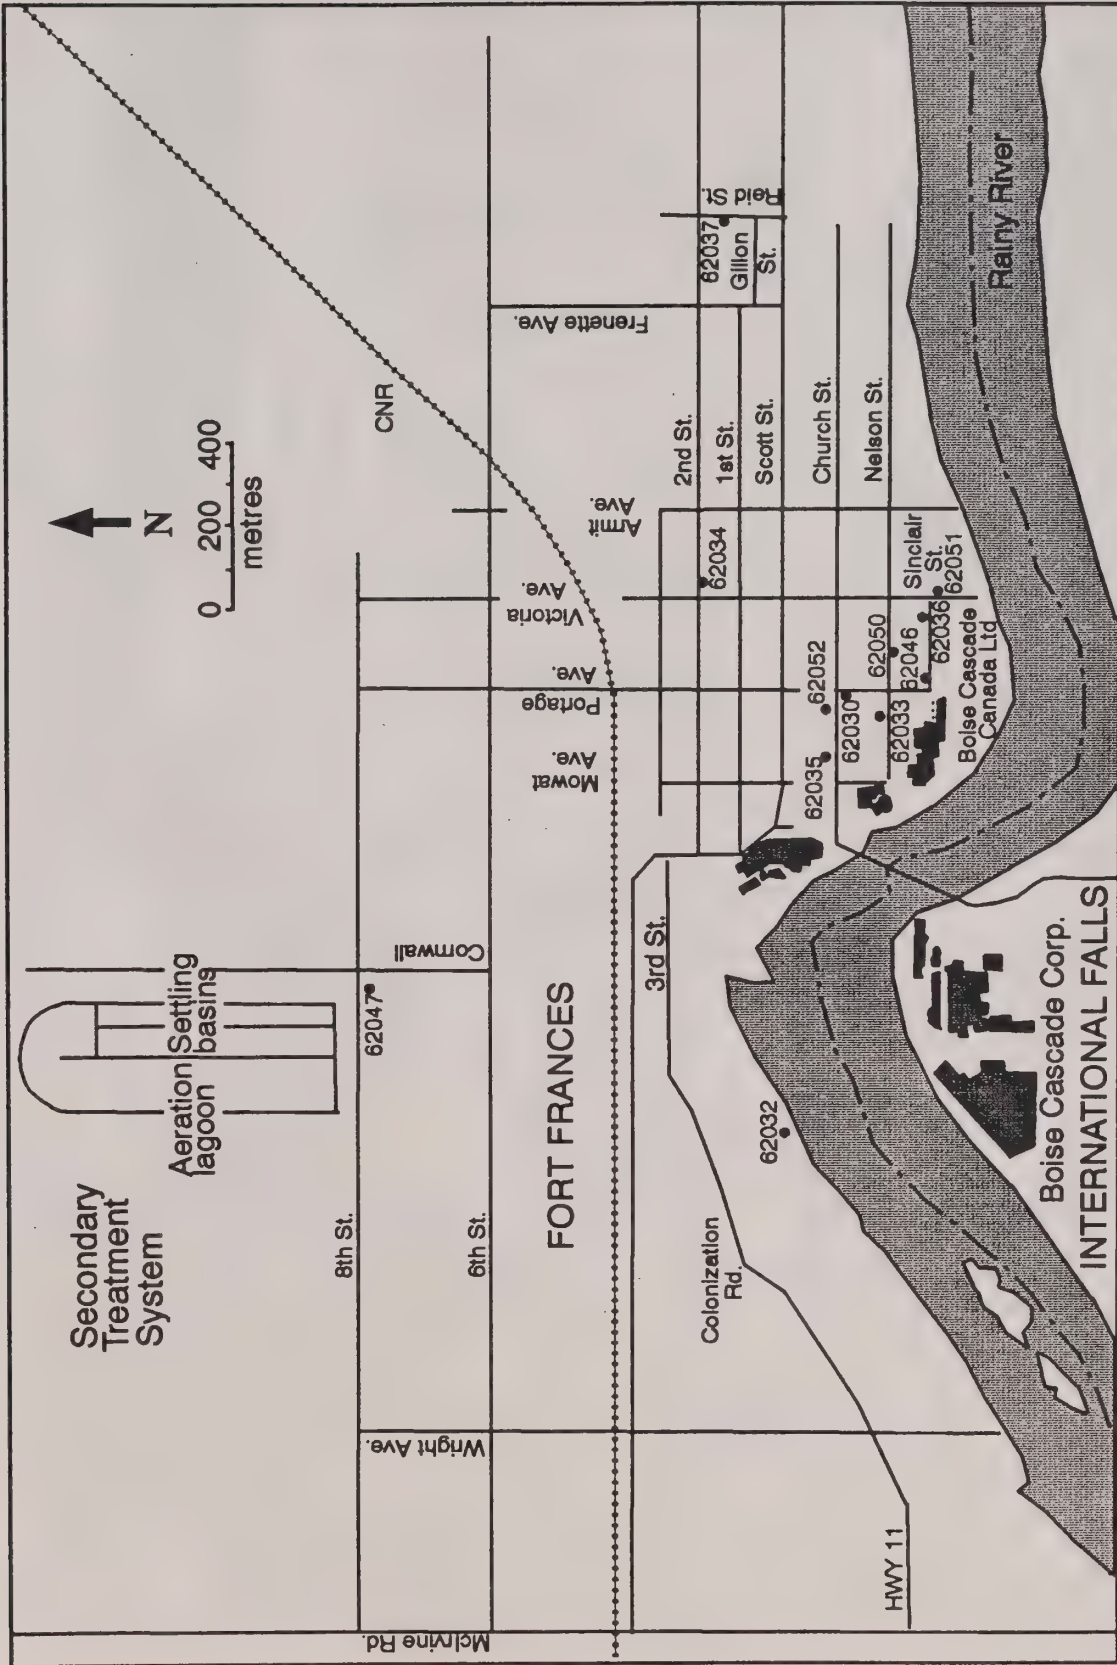 Secondary
Treatment
System
Aeration
lagoon
Settling
basins
N
0 200 400
metres
CNR
8th St.
6th St.
62047
Cornwall
McIrvine Rd.
Wright Ave.
FORT FRANCES
Mowat
Ave.
Portage
Ave.
Victoria
Ave.
Armit
Ave.
Frenette Ave.
Reid St.
3rd St.
2nd St.
1st St.
Scott St.
Church St.
Nelson St.
Sinclair
St.
Gillon
St.
62037
62034
62052
62035
62030
62033
62050
62046
62036
62051
62032
Colonization
Rd.
HWY 11
Boise Cascade
Canada Ltd
Rainy River
Boise Cascade Corp.
INTERNATIONAL FALLS